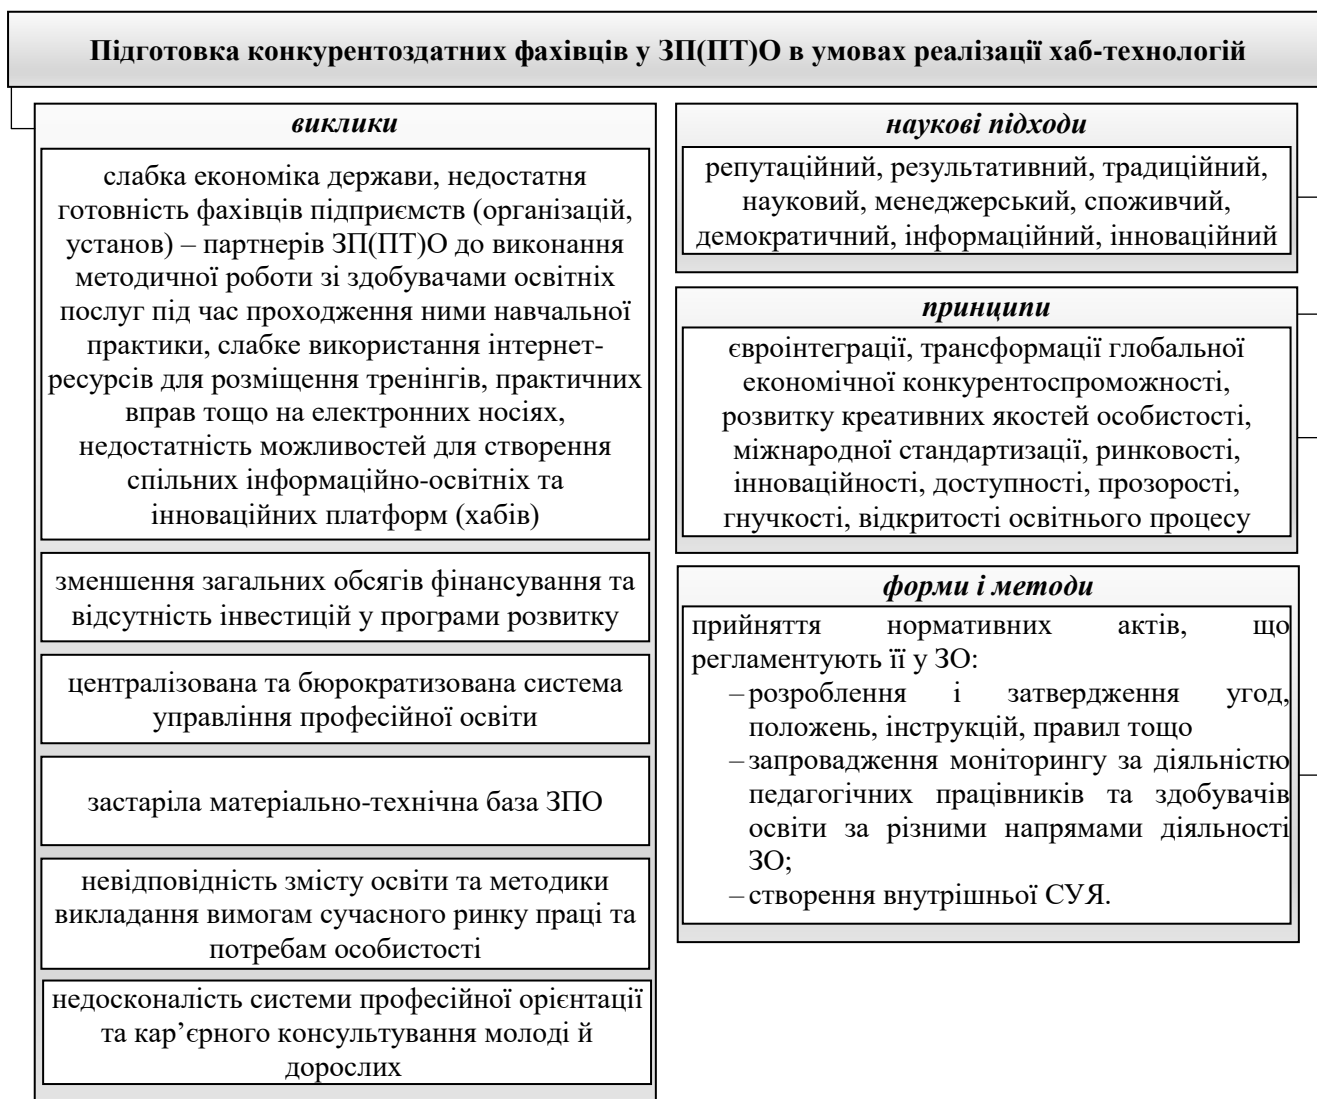 Підготовка конкурентоздатних фахівців у ЗП(ПТ)О в умовах реалізації хаб-технологій
виклики
слабка економіка держави, недостатня
готовність фахівців підприємств (організацій,
установ) – партнерів ЗП(ПТ)О до виконання
методичної роботи зі здобувачами освітніх
послуг під час проходження ними навчальної
практики, слабке використання інтернет-
ресурсів для розміщення тренінгів, практичних
вправ тощо на електронних носіях,
недостатність можливостей для створення
спільних інформаційно-освітніх та
інноваційних платформ (хабів)
зменшення загальних обсягів фінансування та
відсутність інвестицій у програми розвитку
централізована та бюрократизована система
управління професійної освіти
застаріла матеріально-технічна база ЗПО
невідповідність змісту освіти та методики
викладання вимогам сучасного ринку праці та
потребам особистості
недосконалість системи професійної орієнтації
та кар’єрного консультування молоді й
дорослих
наукові підходи
репутаційний, результативний, традиційний,
науковий, менеджерський, споживчий,
демократичний, інформаційний, інноваційний
принципи
євроінтеграції, трансформації глобальної
економічної конкурентоспроможності,
розвитку креативних якостей особистості,
міжнародної стандартизації, ринковості,
інноваційності, доступності, прозорості,
гнучкості, відкритості освітнього процесу
форми і методи
прийняття нормативних актів, що
регламентують її у ЗО:
– розроблення і затвердження угод,
положень, інструкцій, правил тощо
– запровадження моніторингу за діяльністю
педагогічних працівників та здобувачів
освіти за різними напрямами діяльності
ЗО;
– створення внутрішньої СУЯ.